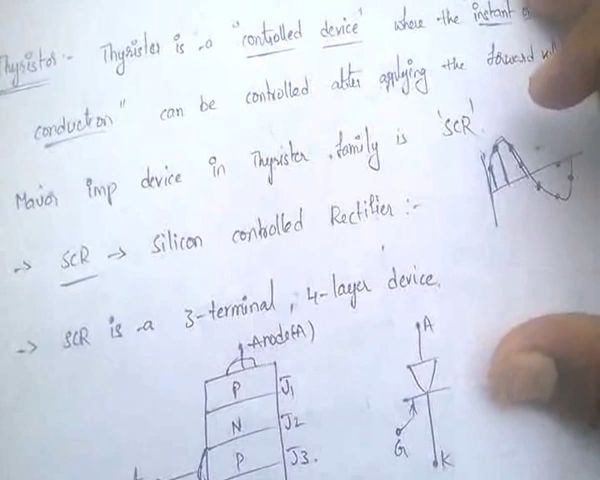 Thyristor :- Thyristor is a "controlled device" where the instant
conduction" can be controlled after applying the forward
Major imp device in Thyristor family is 'SCR'
→ SCR → Silicon controlled Rectifier :-
→ SCR is a 3-terminal, 4-layer device.
Anode(A)
A
P J1
N J2
P J3.
G
K